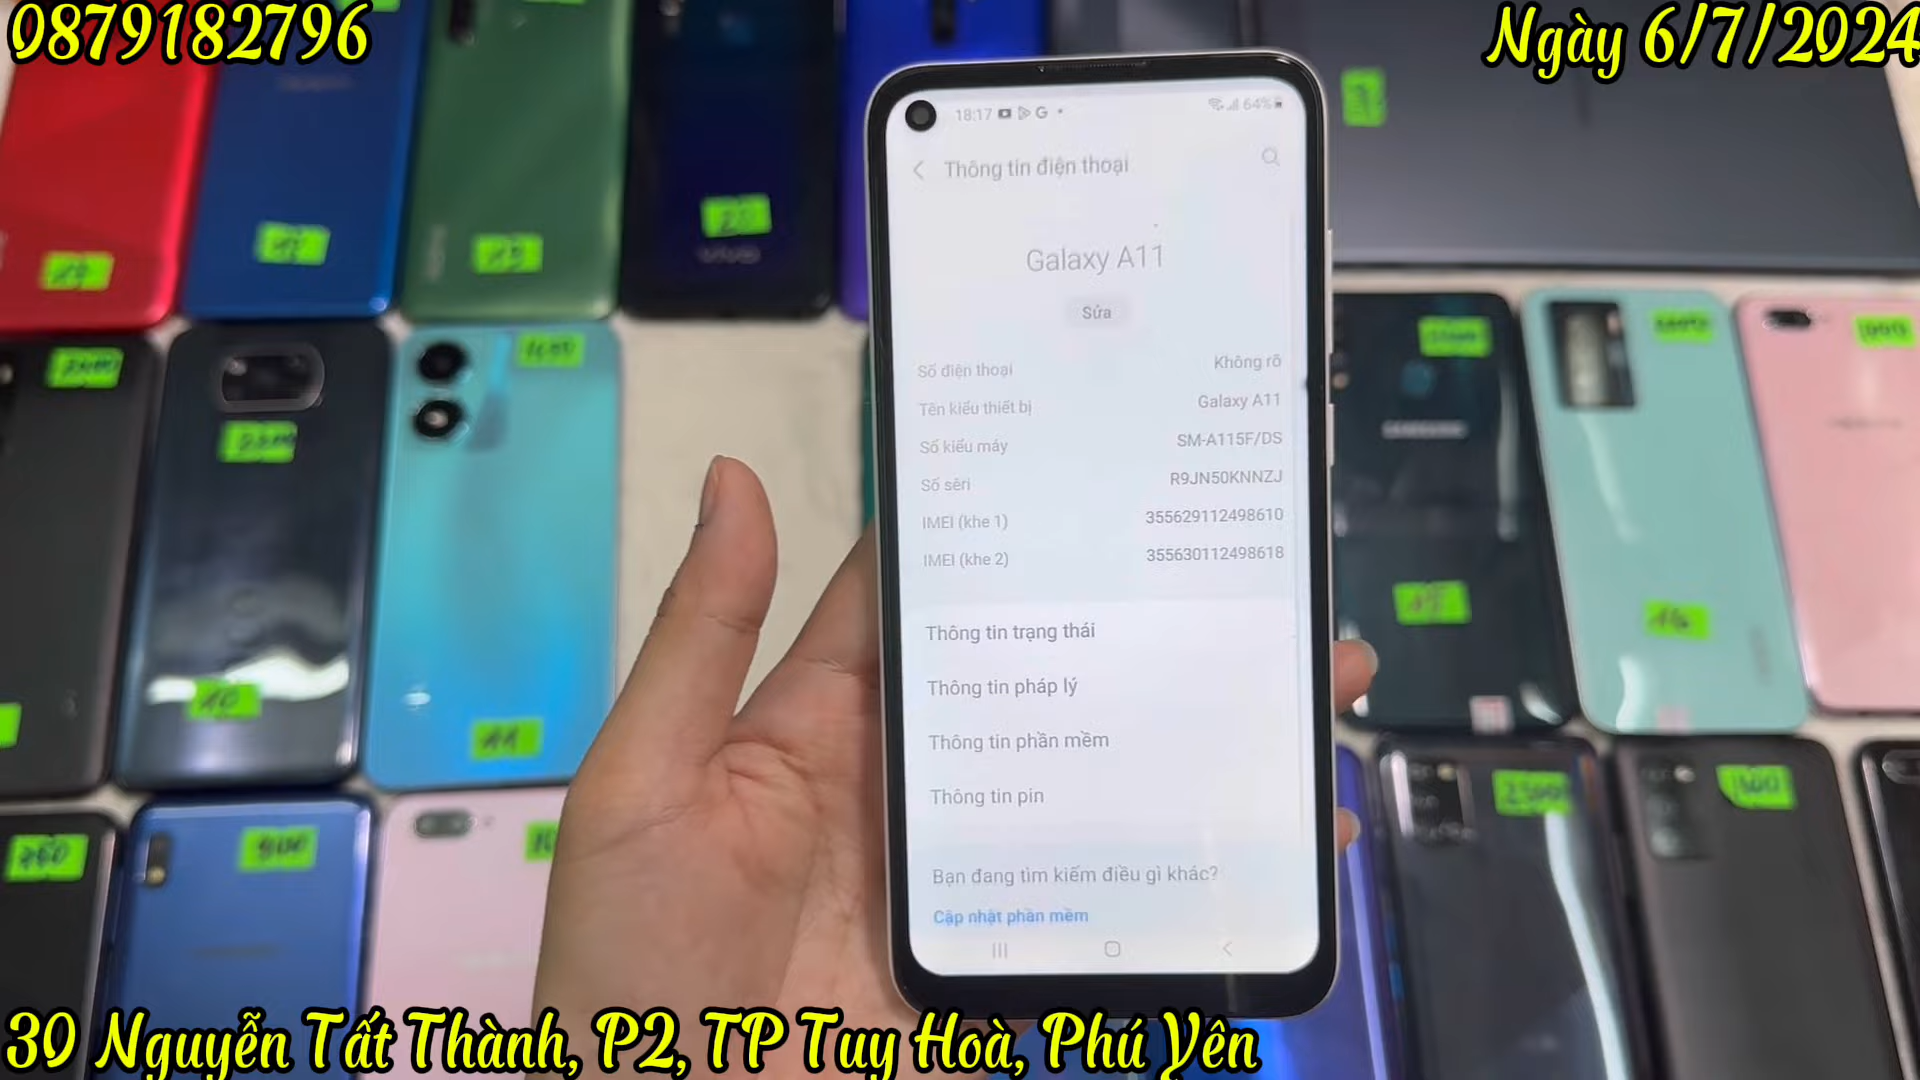 0879182796
Ngày 6/7/2024
18:17
64%
Thông tin điện thoại
Galaxy A11
Sửa
Số điện thoại Không rõ
Tên kiểu thiết bị Galaxy A11
Số kiểu máy SM-A115F/DS
Số sêri R9JN50KNNZJ
IMEI (khe 1) 355629112498610
IMEI (khe 2) 355630112498618
Thông tin trạng thái
Thông tin pháp lý
Thông tin phần mềm
Thông tin pin
Bạn đang tìm kiếm điều gì khác?
Cập nhật phần mềm
vivo
SAMSUNG
10
11
30 Nguyễn Tất Thành, P2, TP Tuy Hoà, Phú Yên